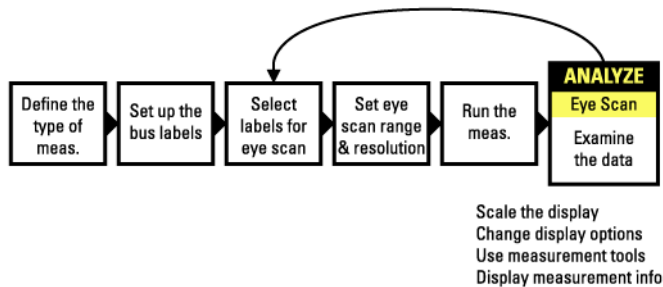 Define the
type of
meas.
Set up the
bus labels
Select
labels for
eye scan
Set eye
scan range
& resolution
Run the
meas.
ANALYZE
Eye Scan
Examine
the data
Scale the display
Change display options
Use measurement tools
Display measurement info